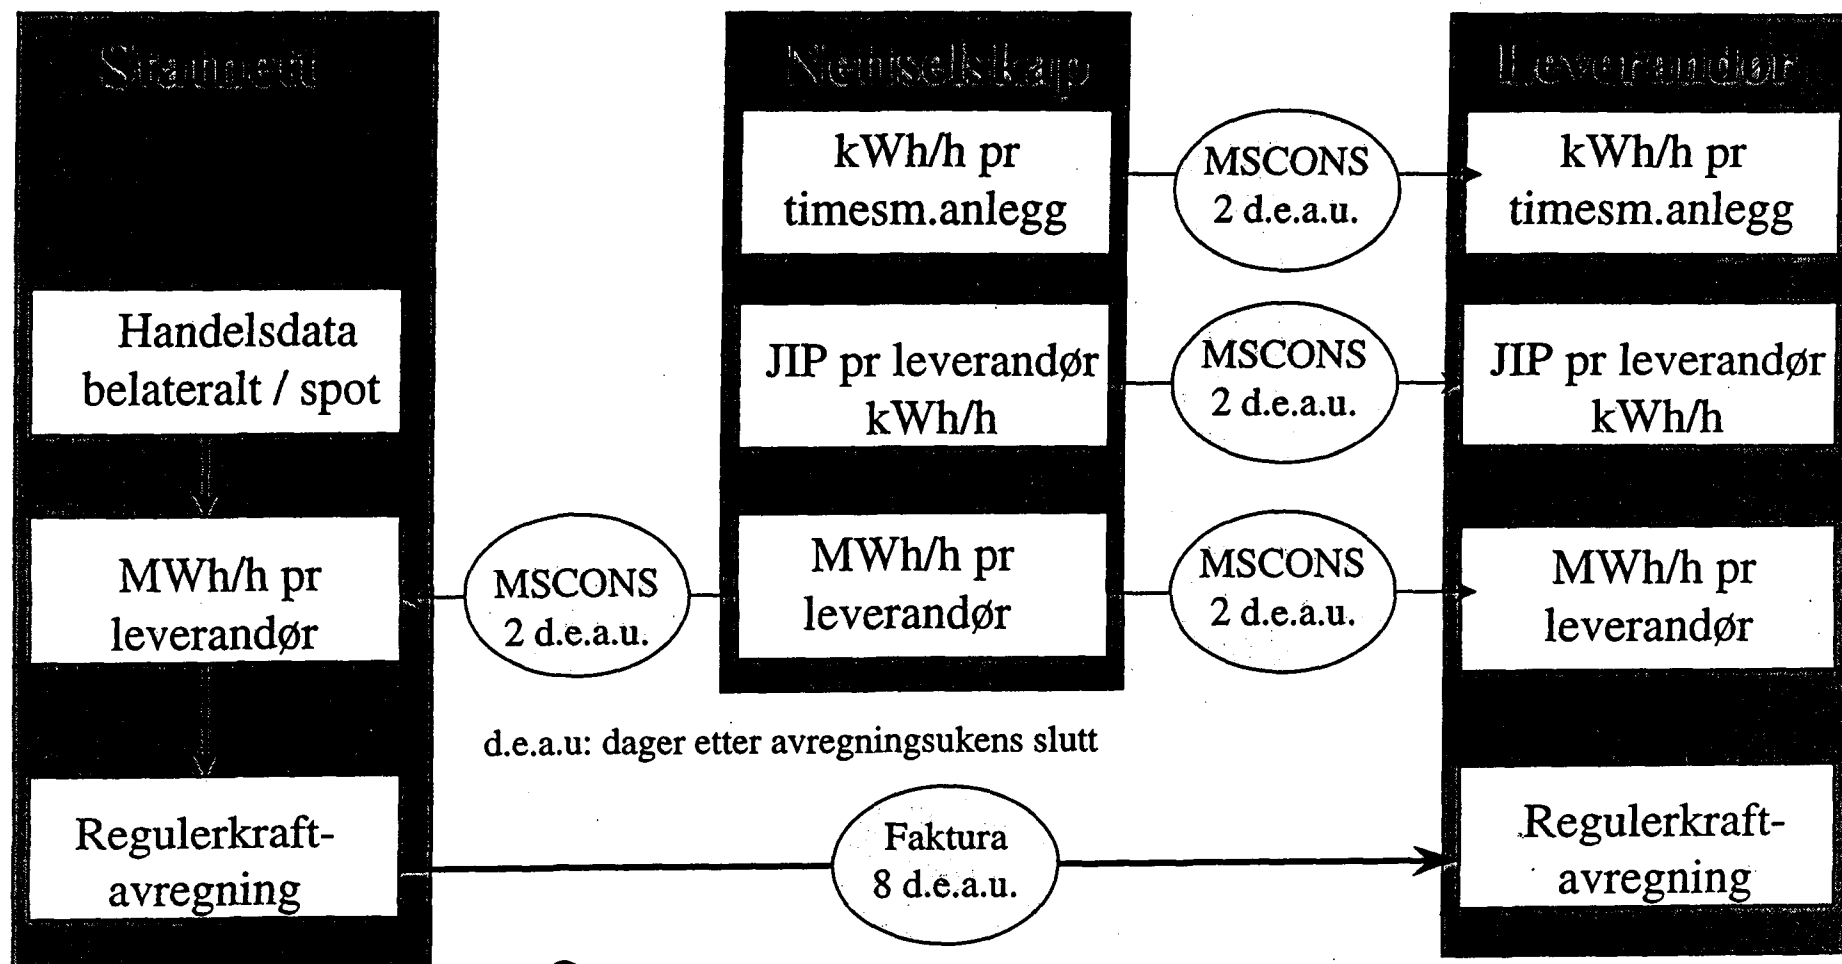 Statnett
Nettselskap
Leverandør
kWh/h pr
timesm.anlegg
MSCONS
2 d.e.a.u.
kWh/h pr
timesm.anlegg
Handelsdata
belateralt / spot
JIP pr leverandør
kWh/h
MSCONS
2 d.e.a.u.
JIP pr leverandør
kWh/h
MWh/h pr
leverandør
MSCONS
2 d.e.a.u.
MWh/h pr
leverandør
MSCONS
2 d.e.a.u.
MWh/h pr
leverandør
d.e.a.u: dager etter avregningsukens slutt
Regulerkraft-
avregning
Faktura
8 d.e.a.u.
Regulerkraft-
avregning